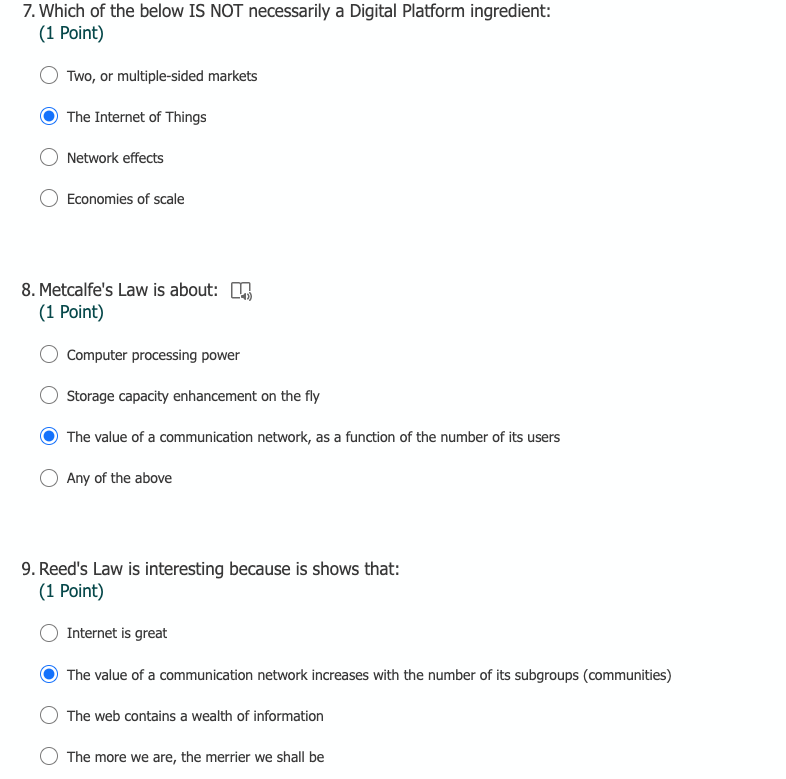 7. Which of the below IS NOT necessarily a Digital Platform ingredient:
(1 Point)
Two, or multiple-sided markets
The Internet of Things
Network effects
Economies of scale
8. Metcalfe's Law is about:
(1 Point)
Computer processing power
Storage capacity enhancement on the fly
The value of a communication network, as a function of the number of its users
Any of the above
9. Reed's Law is interesting because is shows that:
(1 Point)
Internet is great
The value of a communication network increases with the number of its subgroups (communities)
The web contains a wealth of information
The more we are, the merrier we shall be